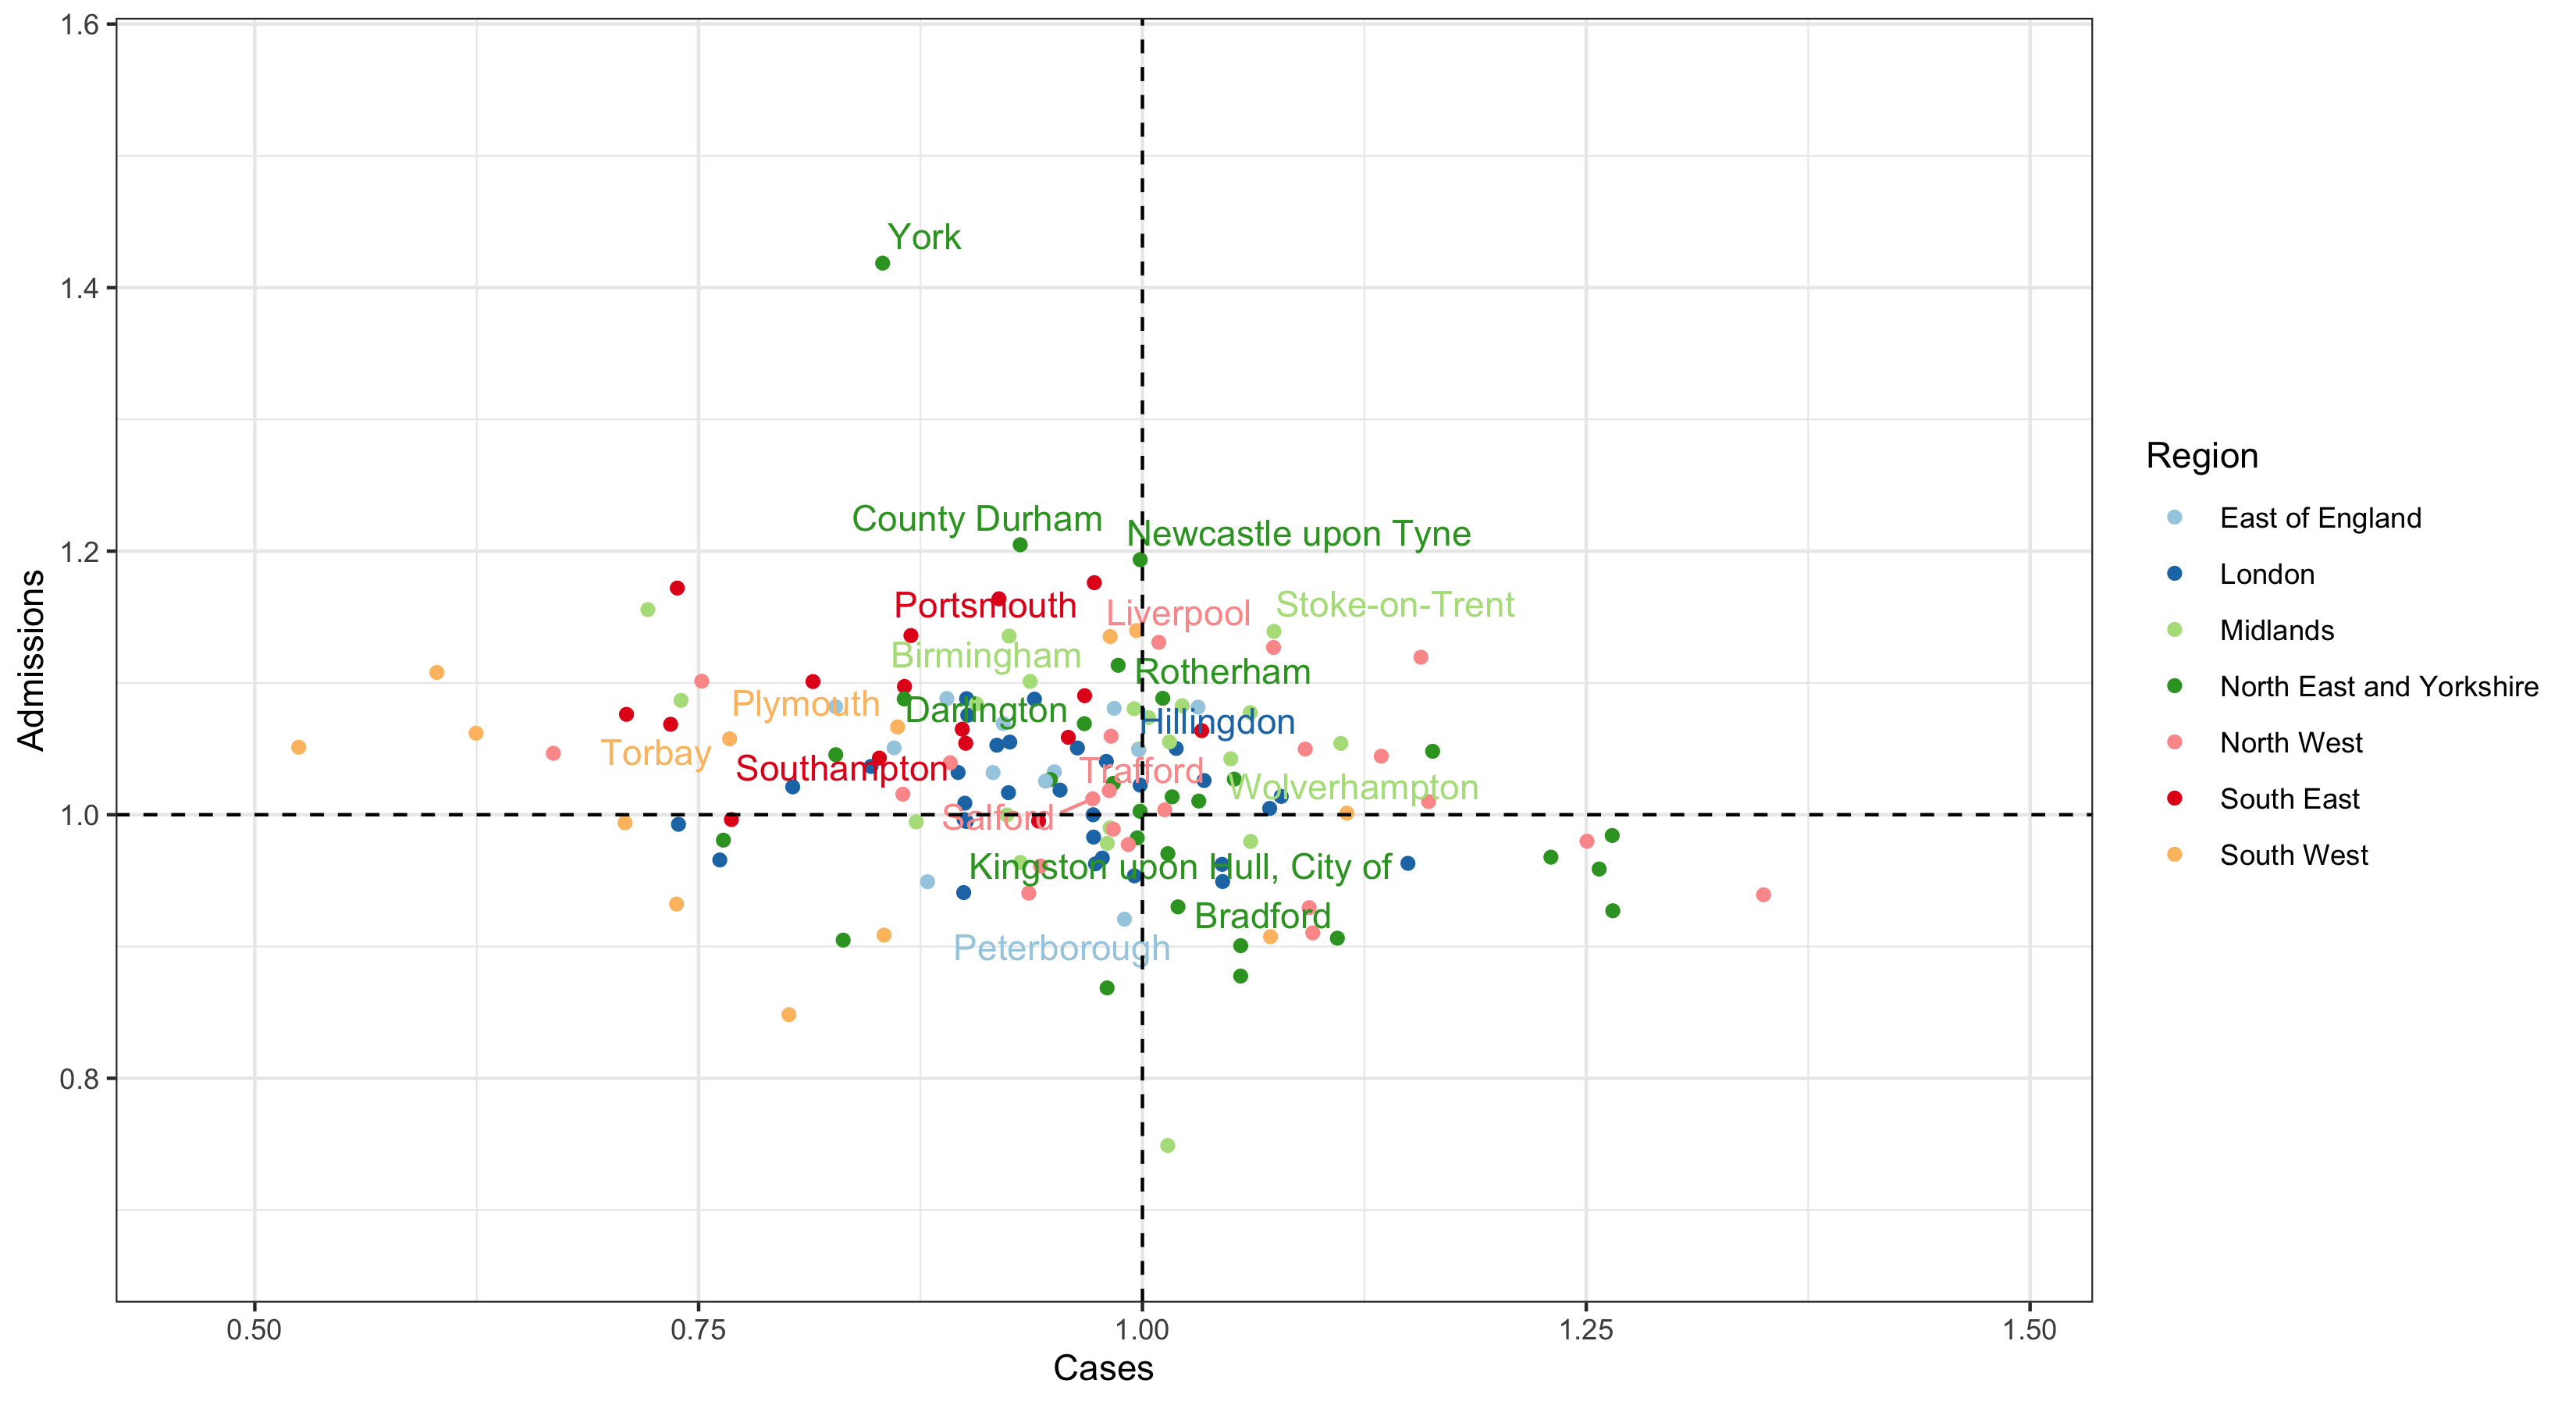 1.6
York
1.4
County Durham
Newcastle upon Tyne
1.2
Portsmouth
Liverpool
Stoke-on-Trent
Birmingham
Rotherham
Plymouth
Darlington
Hillingdon
Torbay
Southampton
Trafford
Wolverhampton
1.0
Salford
Kingston upon Hull, City of
Bradford
Peterborough
0.8
Admissions
0.50
0.75
1.00
1.25
1.50
Cases
Region
East of England
London
Midlands
North East and Yorkshire
North West
South East
South West